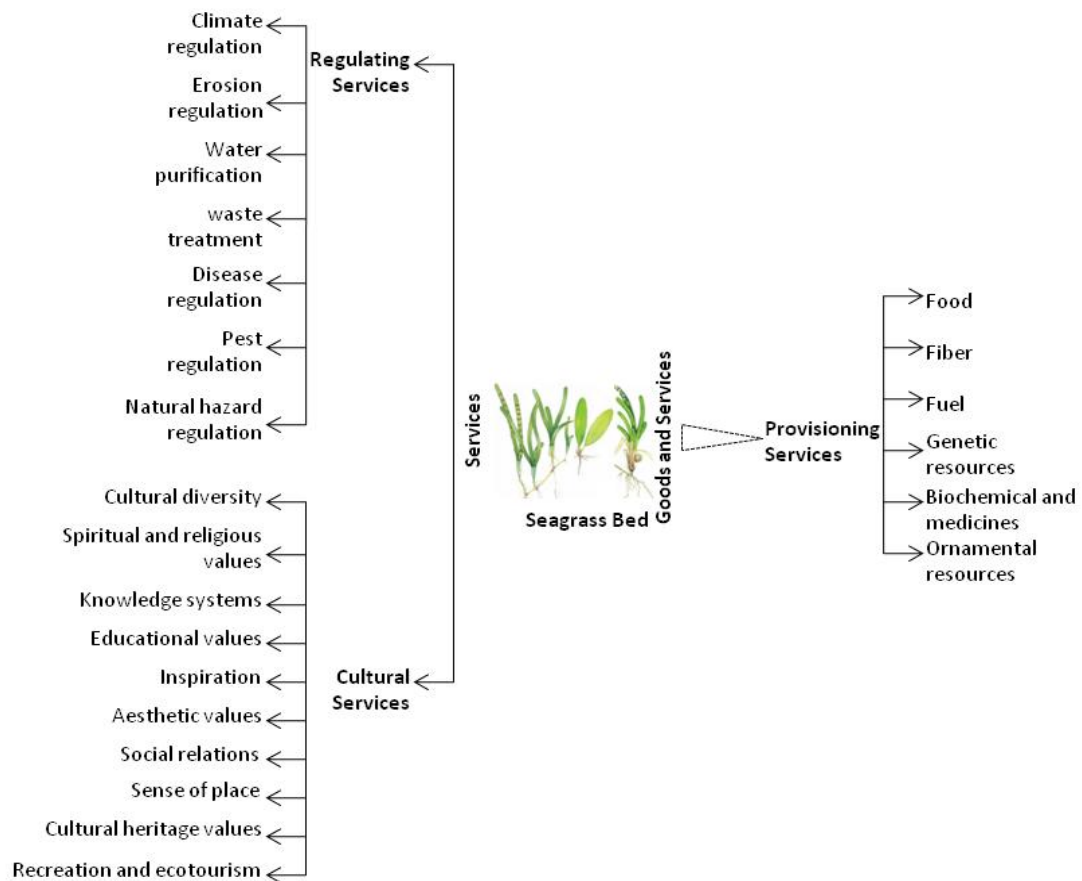 Climate
regulation
Erosion
regulation
Water
purification
waste
treatment
Disease
regulation
Pest
regulation
Natural hazard
regulation
Regulating
Services
Cultural diversity
Spiritual and religious
values
Knowledge systems
Educational values
Inspiration
Aesthetic values
Social relations
Sense of place
Cultural heritage values
Recreation and ecotourism
Cultural
Services
Services
Seagrass Bed
Goods and Services
Provisioning
Services
Food
Fiber
Fuel
Genetic
resources
Biochemical and
medicines
Ornamental
resources